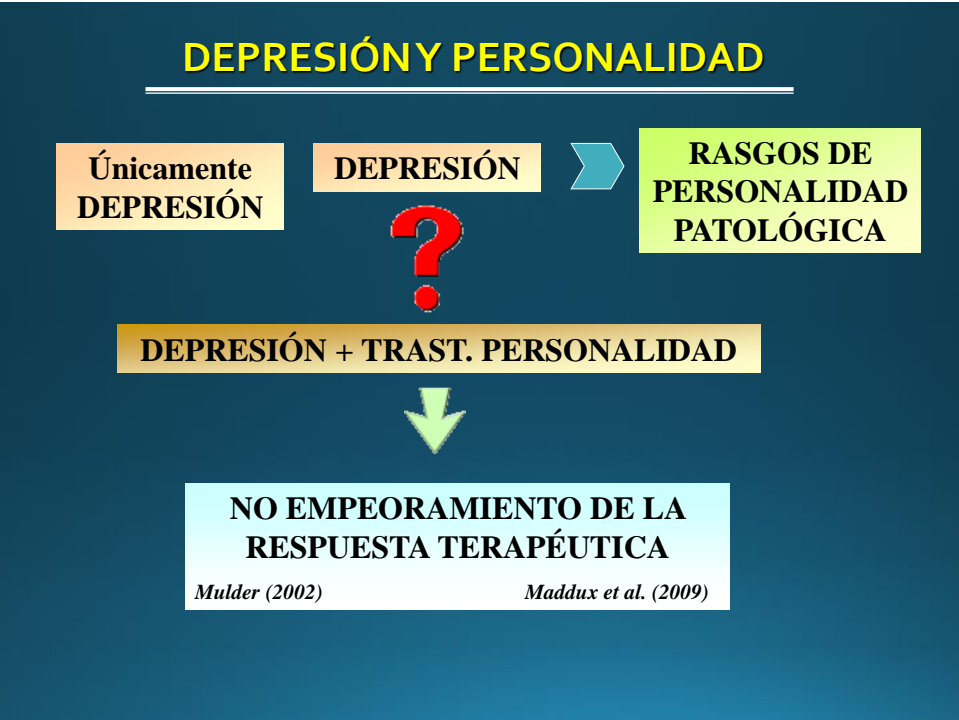 DEPRESIÓN Y PERSONALIDAD
Únicamente
DEPRESIÓN
DEPRESIÓN
RASGOS DE
PERSONALIDAD
PATOLÓGICA
?
DEPRESIÓN + TRAST. PERSONALIDAD
NO EMPEORAMIENTO DE LA
RESPUESTA TERAPÉUTICA
Mulder (2002) Maddux et al. (2009)